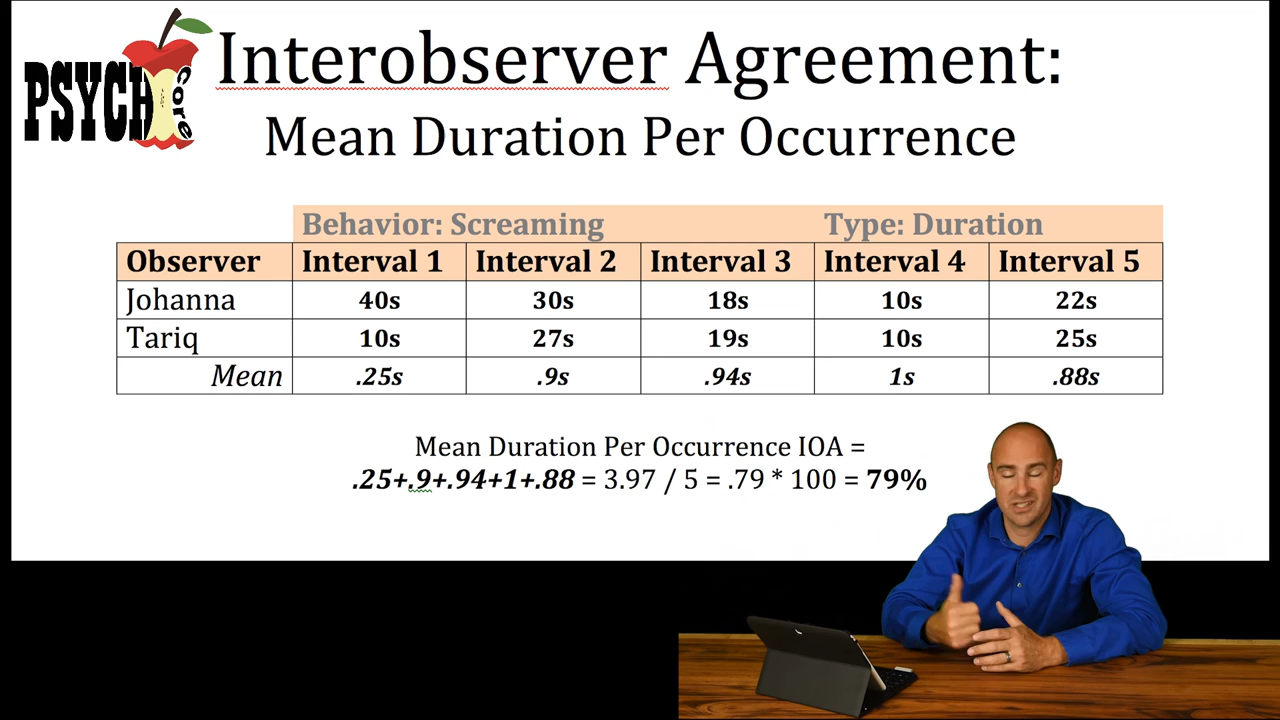 PSYCH core
Interobserver Agreement:
Mean Duration Per Occurrence
Behavior: Screaming Type: Duration
Observer Interval 1 Interval 2 Interval 3 Interval 4 Interval 5
Johanna 40s 30s 18s 10s 22s
Tariq 10s 27s 19s 10s 25s
Mean .25s .9s .94s 1s .88s
Mean Duration Per Occurrence IOA =
.25+.9+.94+1+.88 = 3.97 / 5 = .79 * 100 = 79%